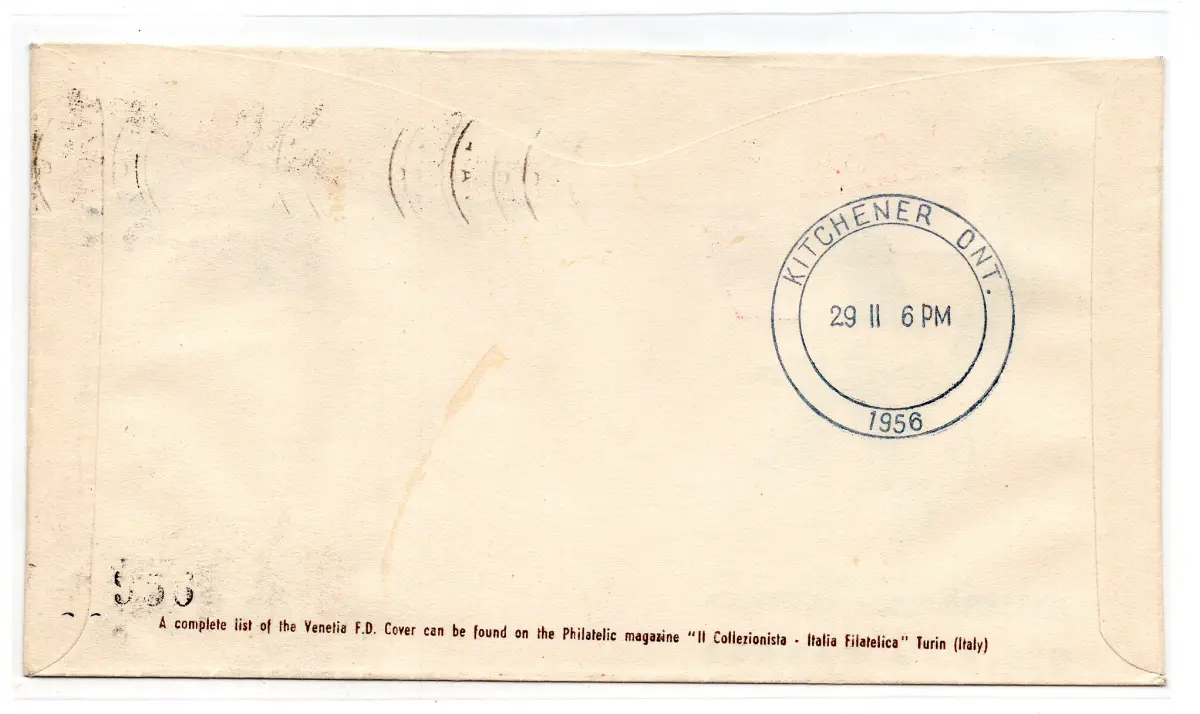 KITCHENER ONT.
29 II 6 PM
1956
956
A complete list of the Venetia F.D. Cover can be found on the Philatelic magazine "Il Collezionista - Italia Filatelica" Turin (Italy)